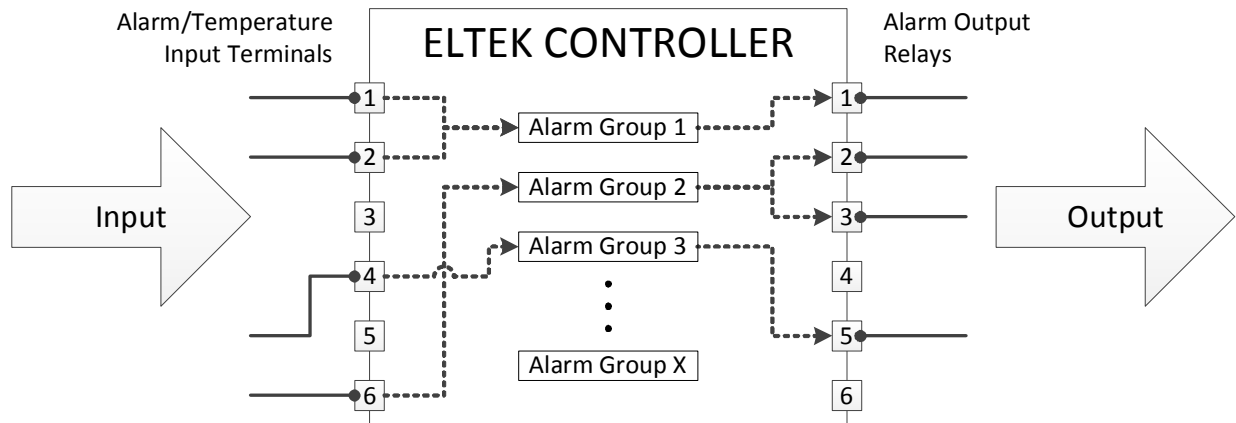 Alarm/Temperature
Input Terminals
ELTEK CONTROLLER
Alarm Output
Relays
1
2
3
4
5
6
Input
Alarm Group 1
Alarm Group 2
Alarm Group 3
Alarm Group X
1
2
3
4
5
6
Output